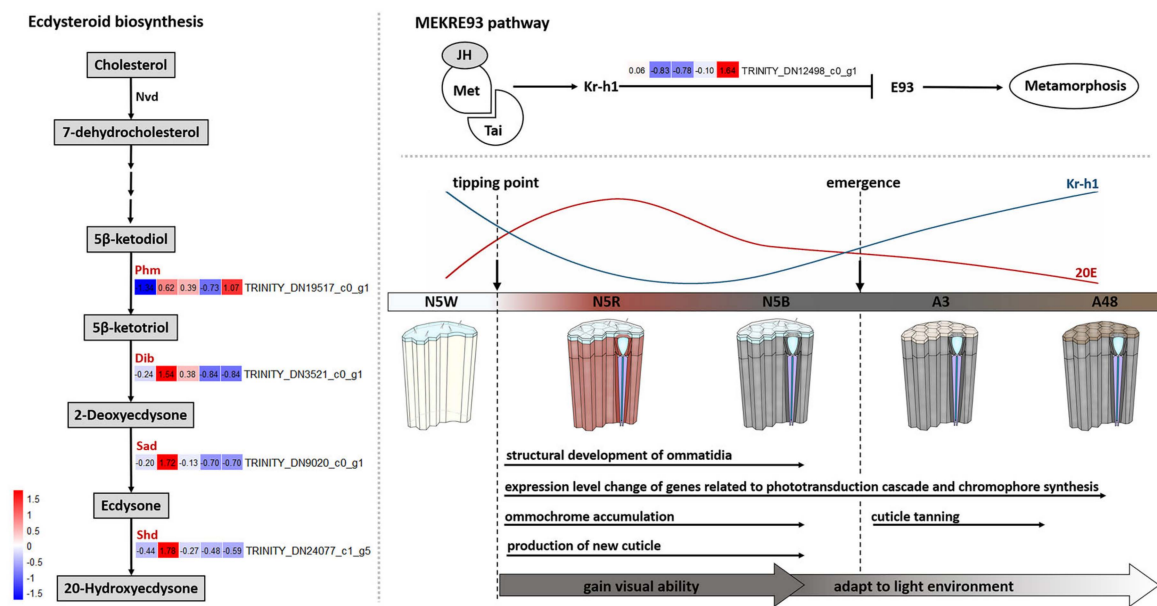 Ecdysteroid biosynthesis
Cholesterol
Nvd
7-dehydrocholesterol
5β-ketodiol
Phm
0.62 0.39 -0.73 1.07 TRINITY_DN19517_c0_g1
5β-ketotriol
Dib
-0.24 1.54 0.38 -0.84 -0.84 TRINITY_DN3521_c0_g1
2-Deoxyecdysone
Sad
-0.20 1.72 -0.13 -0.70 -0.70 TRINITY_DN9020_c0_g1
Ecdysone
Shd
-0.44 1.78 -0.27 -0.48 -0.59 TRINITY_DN24077_c1_g5
20-Hydroxyecdysone
1.5
1
0.5
0
-0.5
-1
-1.5
MEKRE93 pathway
JH
Met
Tai
Kr-h1
0.06 -0.83 -0.78 -0.10 1.64 TRINITY_DN12498_c0_g1
E93
Metamorphosis
tipping point
emergence
Kr-h1
20E
N5W N5R N5B A3 A48
structural development of ommatidia
expression level change of genes related to phototransduction cascade and chromophore synthesis
ommochrome accumulation
cuticle tanning
production of new cuticle
gain visual ability
adapt to light environment